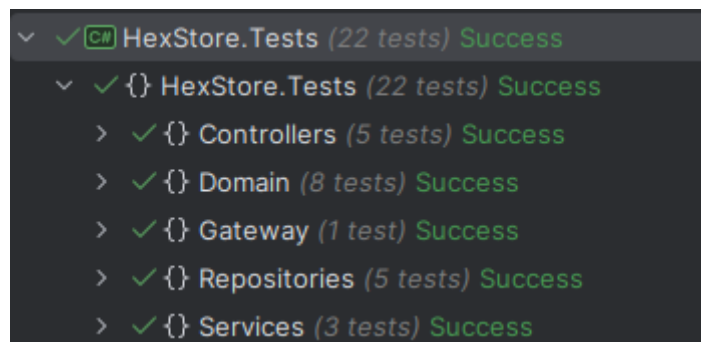 C# HexStore.Tests (22 tests) Success
{} HexStore.Tests (22 tests) Success
{} Controllers (5 tests) Success
{} Domain (8 tests) Success
{} Gateway (1 test) Success
{} Repositories (5 tests) Success
{} Services (3 tests) Success